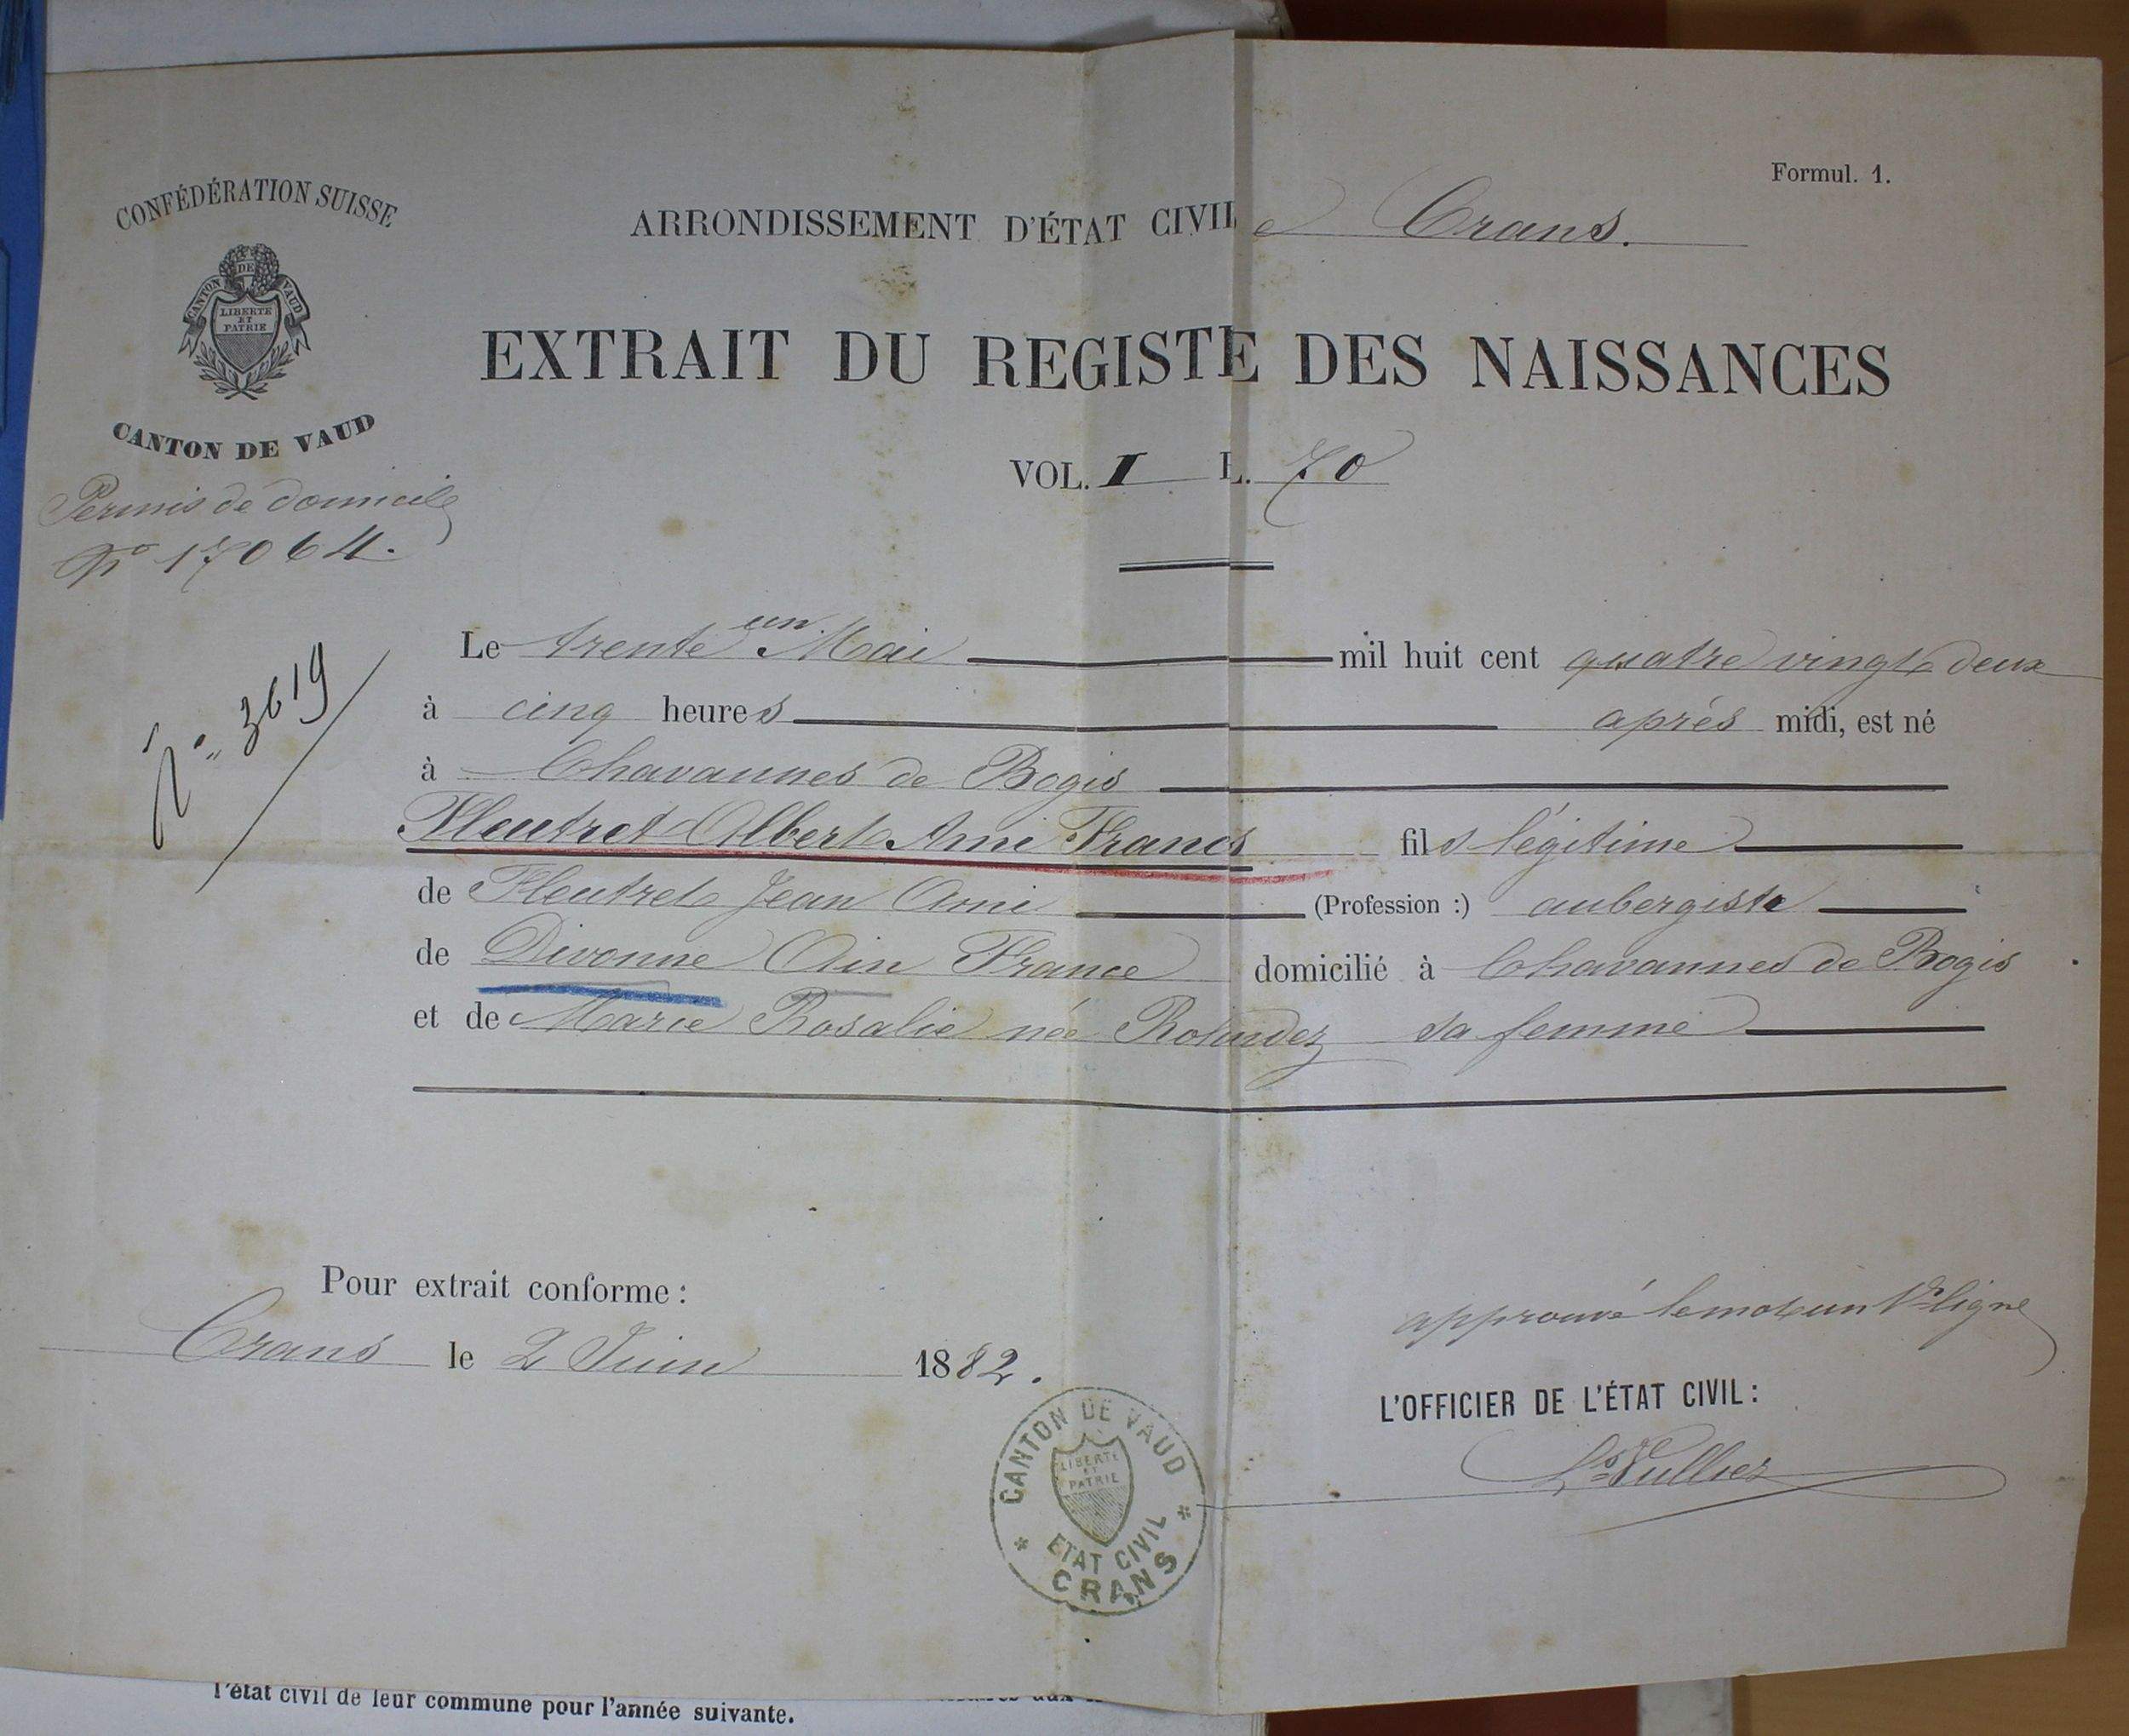 Formul. 1.
CONFÉDÉRATION SUISSE
ARRONDISSEMENT D'ÉTAT CIVIL Crans.
CANTON DE VAUD
LIBERTÉ
ET
PATRIE
EXTRAIT DU REGISTE DES NAISSANCES
CANTON DE VAUD
VOL. I 70
Permis de domicile
No 17064.
No 3619
Le trente un Mai mil huit cent quatre vingt deux
à cinq heures après midi, est né
à Chavannes de Bogis
Fleutret Albert Ami Francs fils légitime
de Fleutret Jean Ami (Profession :) aubergiste
de Divonne Ain France domicilié à Chavannes de Bogis
et de Marie Rosalie née sa femme
Pour extrait conforme :
approuvé le mot un 1re ligne
Crans le 2 Juin 1882.
L'OFFICIER DE L'ÉTAT CIVIL :
CANTON DE VAUD
LIBERTÉ
ET
PATRIE
ETAT CIVIL
CRANS
l'état civil de leur commune pour l'année suivante.